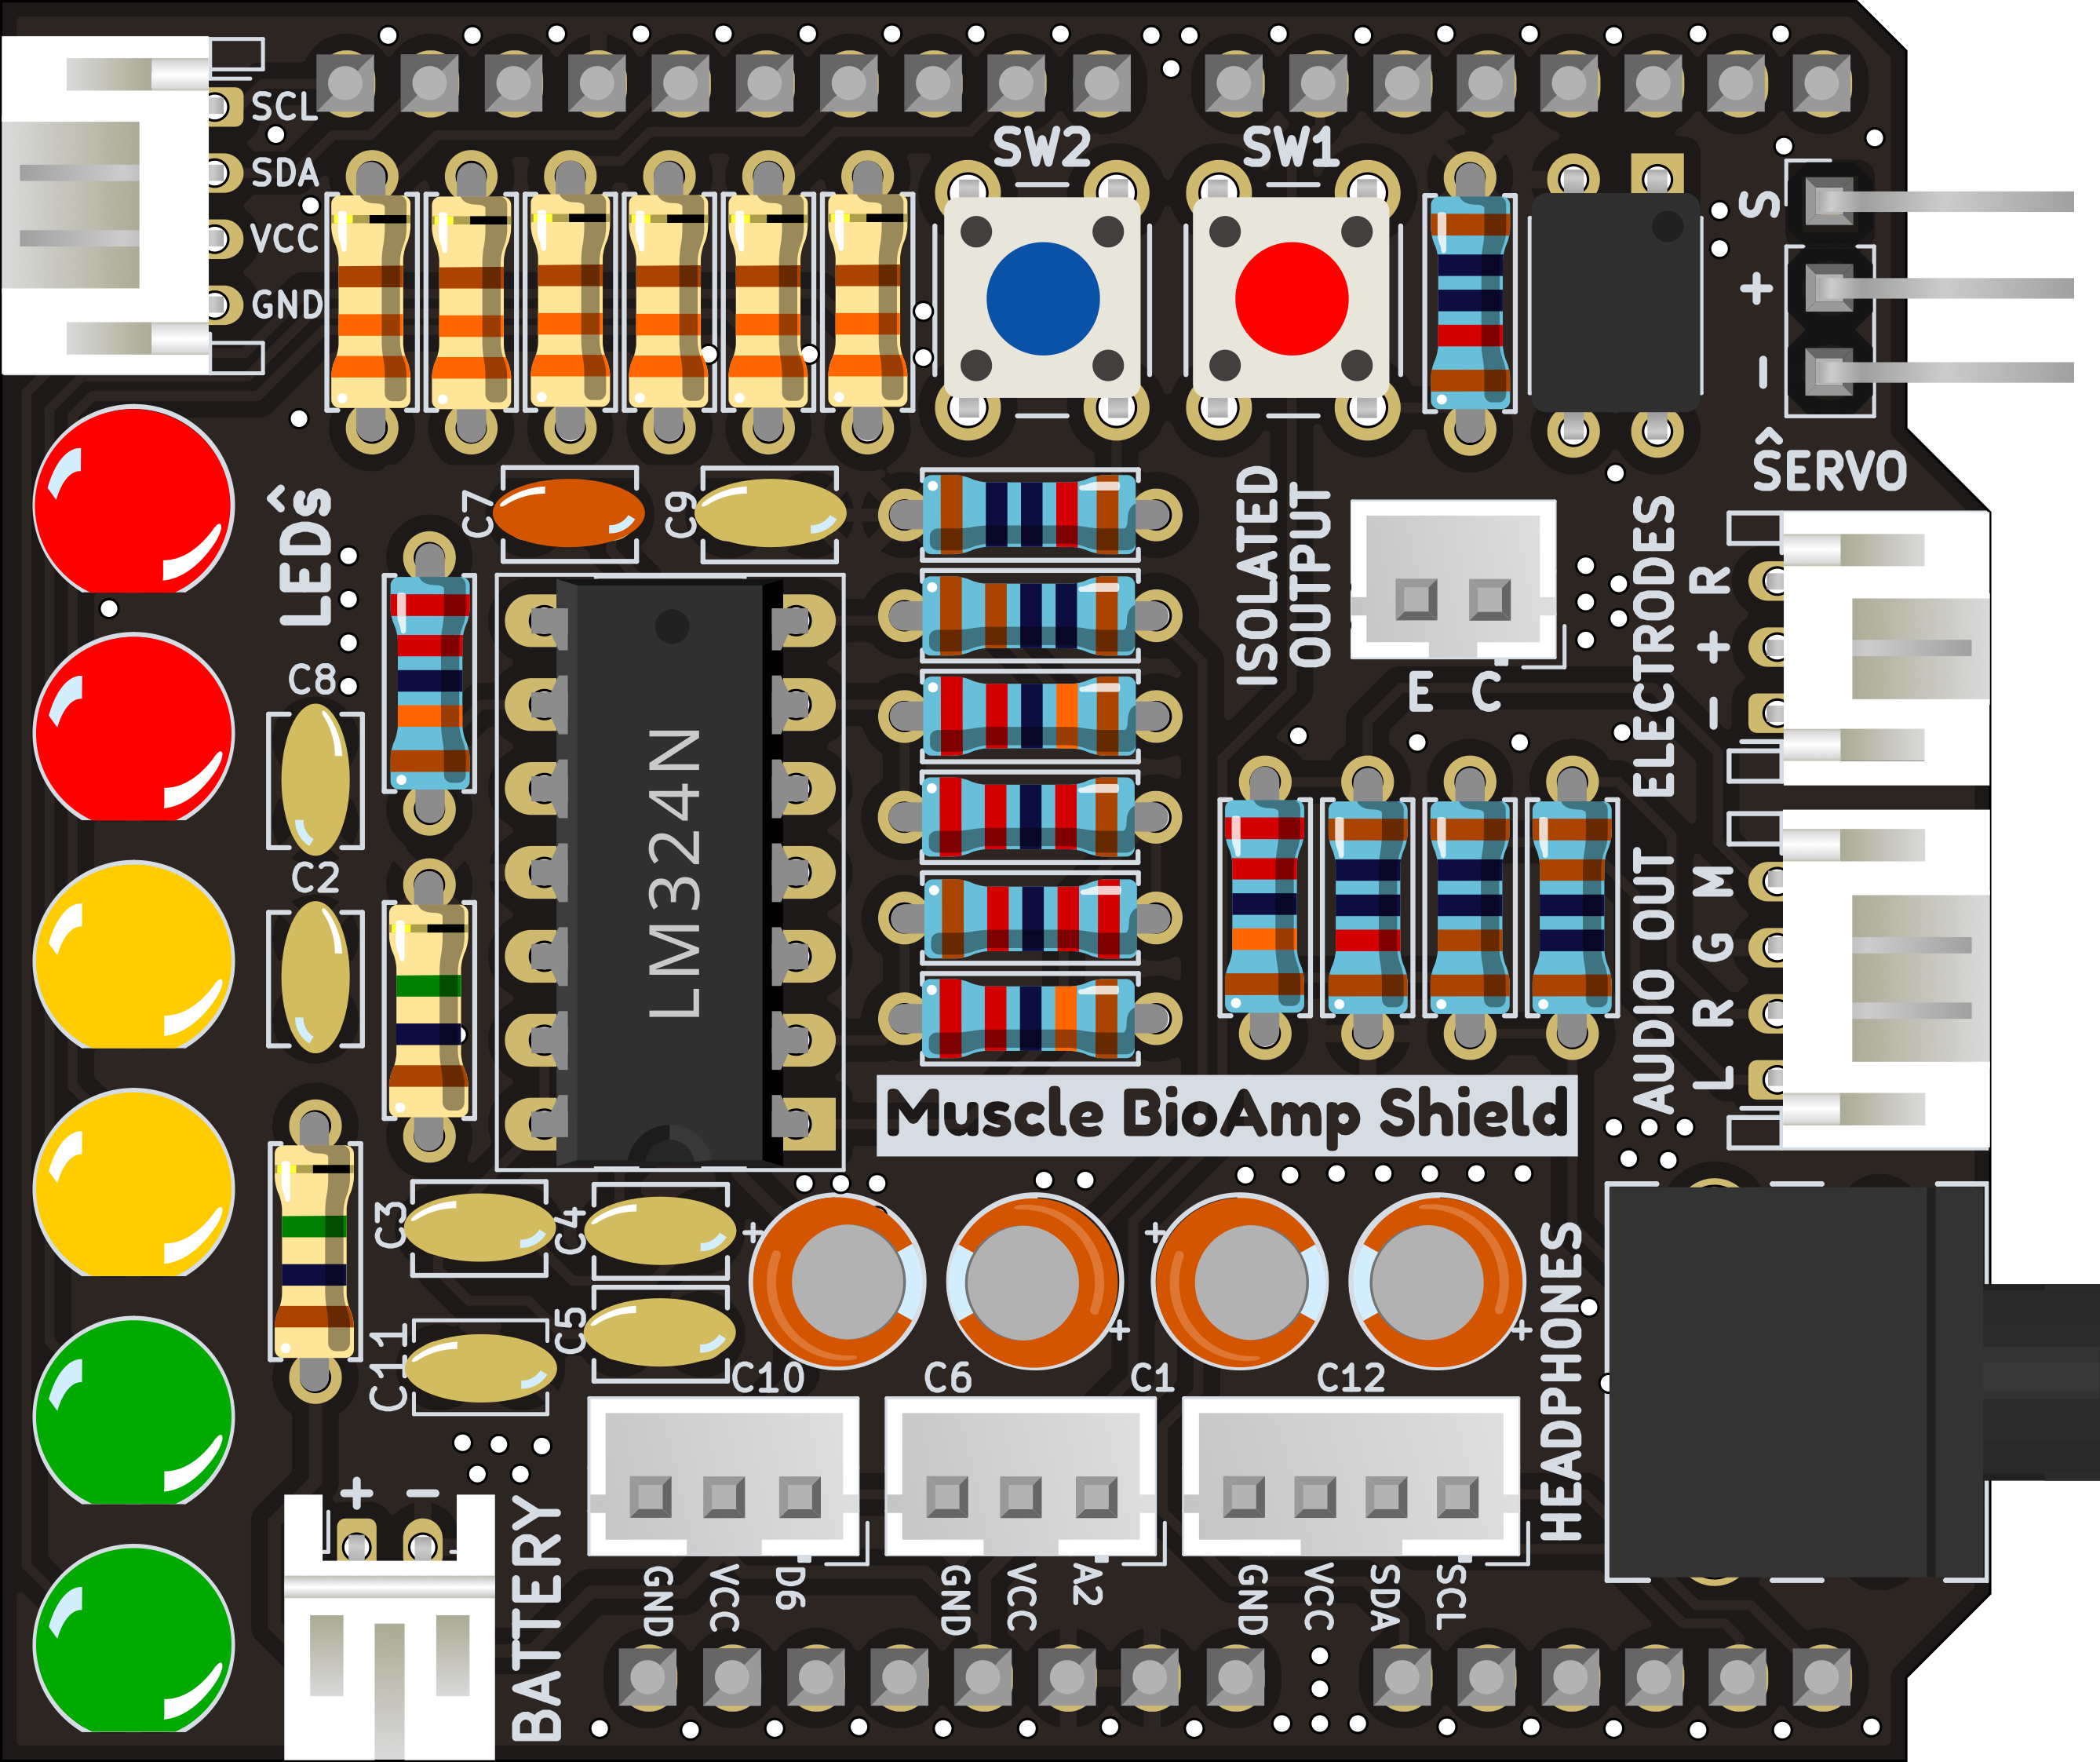 SCL
SDA
VCC
GND
SW2
SW1
S
+
-
SERVO
LEDs
C7
C9
ISOLATED
OUTPUT
E C
ELECTRODES
R
+
-
C8
C2
LM324N
AUDIO OUT
M
G
R
L
Muscle BioAmp Shield
C3
C4
C11
C5
+
+
+
+
C10
C6
C1
C12
HEADPHONES
+ -
BATTERY
GND
VCC
D6
GND
VCC
A2
GND
VCC
SDA
SCL